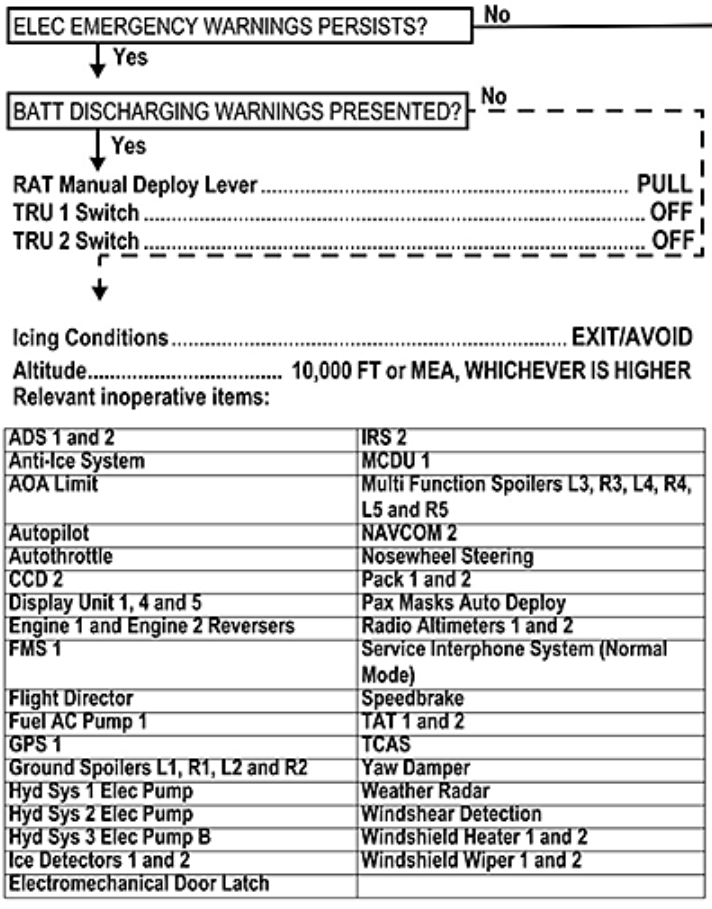 ELEC EMERGENCY WARNINGS PERSISTS?
No
Yes
BATT DISCHARGING WARNINGS PRESENTED?
No
Yes
RAT Manual Deploy Lever ........ PULL
TRU 1 Switch ........ OFF
TRU 2 Switch ........ OFF
Icing Conditions ........ EXIT/AVOID
Altitude ........ 10,000 FT or MEA, WHICHEVER IS HIGHER
Relevant inoperative items:
ADS 1 and 2
IRS 2
Anti-Ice System
MCDU 1
AOA Limit
Multi Function Spoilers L3, R3, L4, R4,
L5 and R5
Autopilot
NAVCOM 2
Autothrottle
Nosewheel Steering
CCD 2
Pack 1 and 2
Display Unit 1, 4 and 5
Pax Masks Auto Deploy
Engine 1 and Engine 2 Reversers
Radio Altimeters 1 and 2
FMS 1
Service Interphone System (Normal
Mode)
Flight Director
Speedbrake
Fuel AC Pump 1
TAT 1 and 2
GPS 1
TCAS
Ground Spoilers L1, R1, L2 and R2
Yaw Damper
Hyd Sys 1 Elec Pump
Weather Radar
Hyd Sys 2 Elec Pump
Windshear Detection
Hyd Sys 3 Elec Pump B
Windshield Heater 1 and 2
Ice Detectors 1 and 2
Windshield Wiper 1 and 2
Electromechanical Door Latch